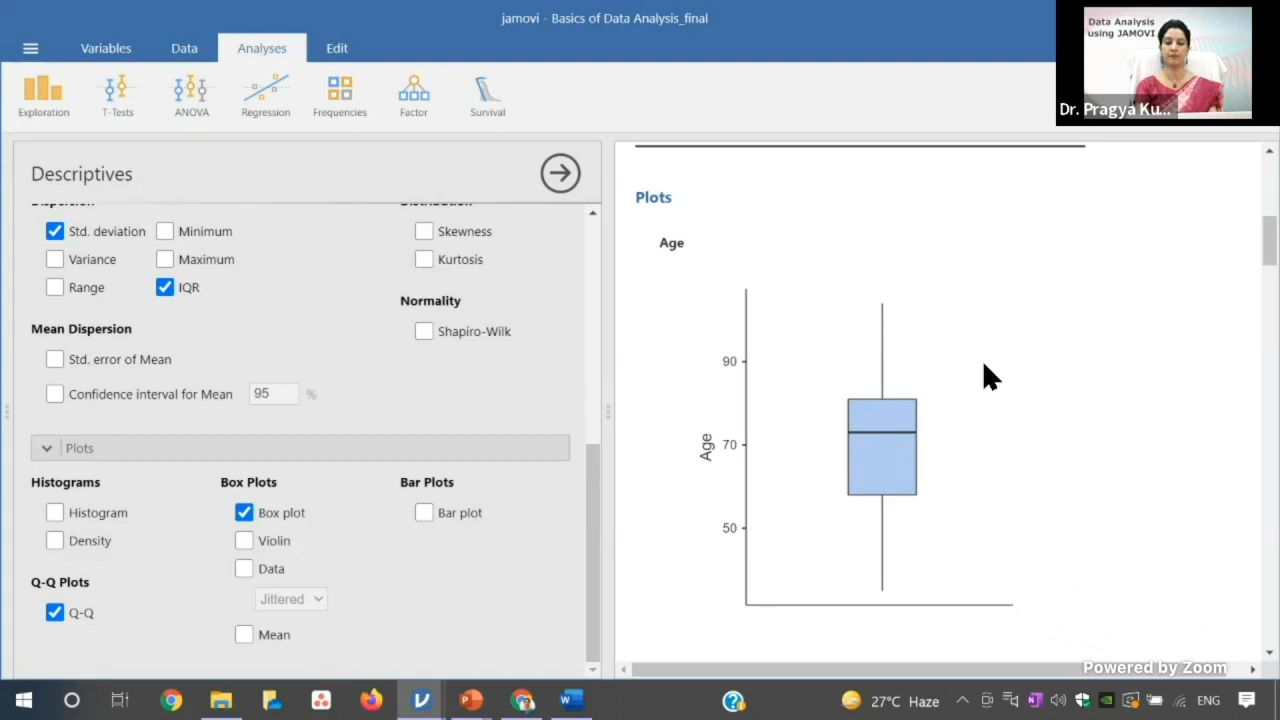 jamovi - Basics of Data Analysis_final
Variables Data Analyses Edit
Exploration T-Tests ANOVA Regression Frequencies Factor Survival
Data Analysis
using JAMOVI
Dr. Pragya Ku...
Descriptives
Dispersion Distribution
Std. deviation Minimum Skewness
Variance Maximum Kurtosis
Range IQR
Normality
Shapiro-Wilk
Mean Dispersion
Std. error of Mean
Confidence interval for Mean 95 %
Plots
Histograms Box Plots Bar Plots
Histogram Box plot Bar plot
Density Violin
Data
Q-Q Plots
Jittered
Q-Q
Mean
Plots
Age
90
70
50
Age
Powered by Zoom
27°C Haze ENG